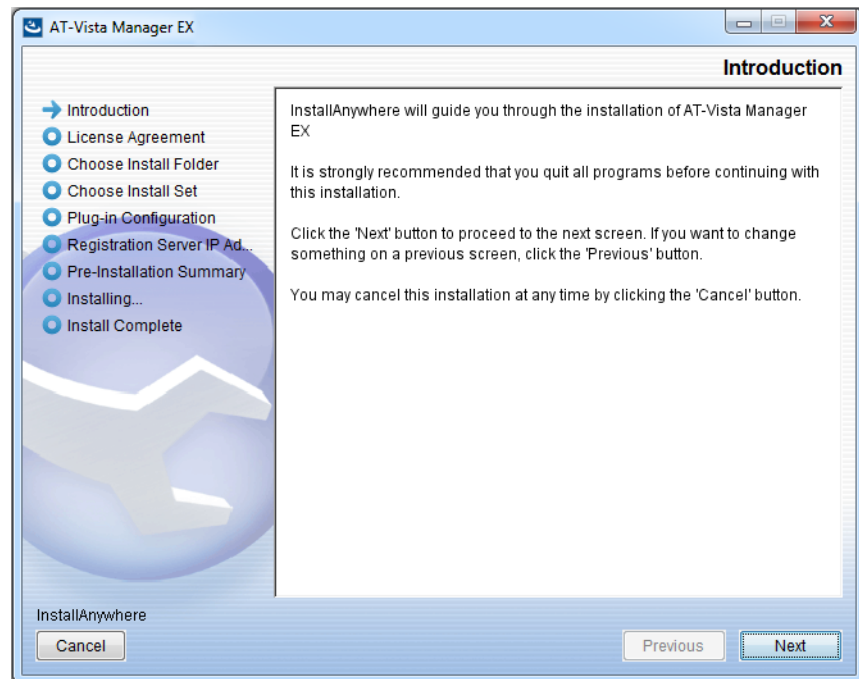 AT-Vista Manager EX
Introduction
Introduction
License Agreement
Choose Install Folder
Choose Install Set
Plug-in Configuration
Registration Server IP Ad...
Pre-Installation Summary
Installing...
Install Complete
InstallAnywhere will guide you through the installation of AT-Vista Manager
EX
It is strongly recommended that you quit all programs before continuing with
this installation.
Click the 'Next' button to proceed to the next screen. If you want to change
something on a previous screen, click the 'Previous' button.
You may cancel this installation at any time by clicking the 'Cancel' button.
InstallAnywhere
Cancel
Previous
Next